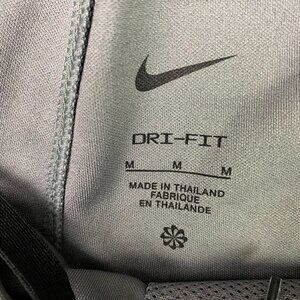 DRI-FIT
M M M
MADE IN THAILAND
FABRIQUE
EN THAILANDE